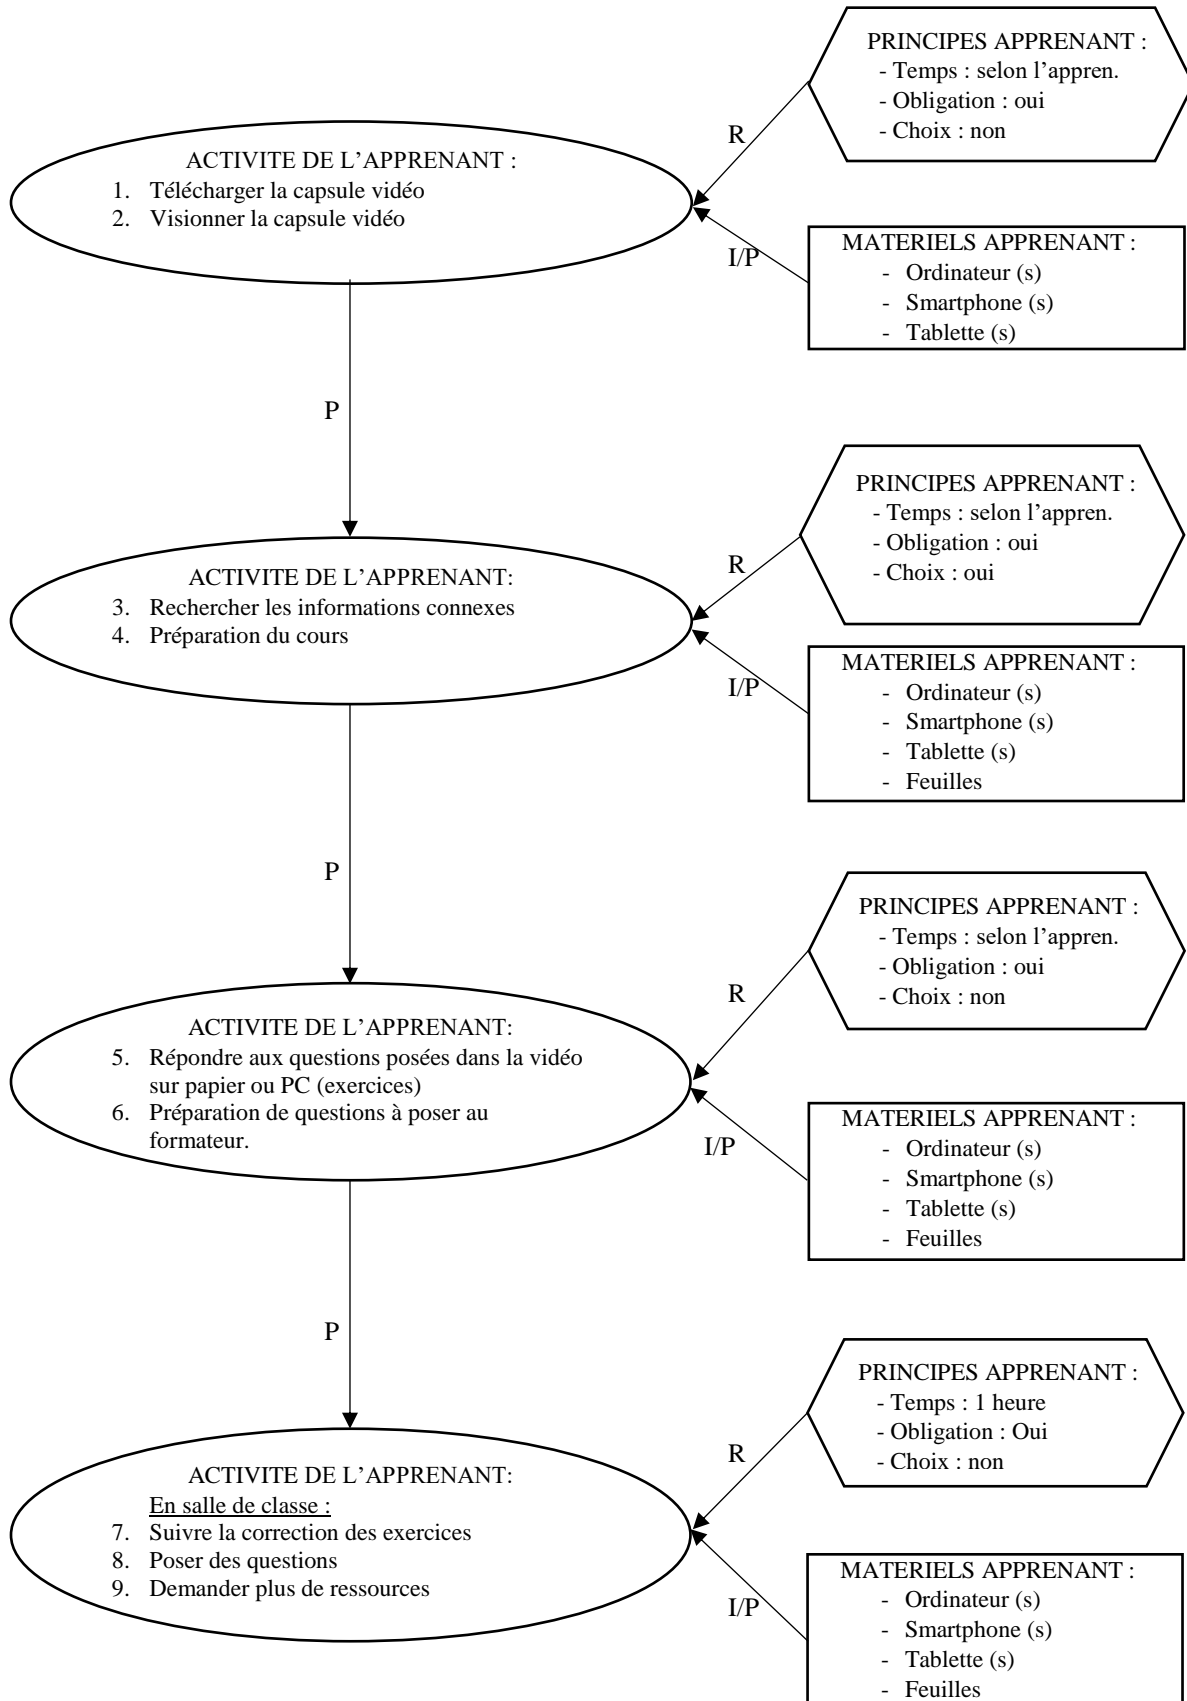 PRINCIPES APPRENANT :
- Temps : selon l’appren.
- Obligation : oui
- Choix : non
R
ACTIVITE DE L’APPRENANT :
1. Télécharger la capsule vidéo
2. Visionner la capsule vidéo
I/P
MATERIELS APPRENANT :
- Ordinateur (s)
- Smartphone (s)
- Tablette (s)
P
PRINCIPES APPRENANT :
- Temps : selon l’appren.
- Obligation : oui
- Choix : oui
R
ACTIVITE DE L’APPRENANT:
3. Rechercher les informations connexes
4. Préparation du cours
I/P
MATERIELS APPRENANT :
- Ordinateur (s)
- Smartphone (s)
- Tablette (s)
- Feuilles
P
PRINCIPES APPRENANT :
- Temps : selon l’appren.
- Obligation : oui
- Choix : non
R
ACTIVITE DE L’APPRENANT:
5. Répondre aux questions posées dans la vidéo
sur papier ou PC (exercices)
6. Préparation de questions à poser au
formateur.
I/P
MATERIELS APPRENANT :
- Ordinateur (s)
- Smartphone (s)
- Tablette (s)
- Feuilles
P
PRINCIPES APPRENANT :
- Temps : 1 heure
- Obligation : Oui
- Choix : non
R
ACTIVITE DE L’APPRENANT:
En salle de classe :
7. Suivre la correction des exercices
8. Poser des questions
9. Demander plus de ressources
I/P
MATERIELS APPRENANT :
- Ordinateur (s)
- Smartphone (s)
- Tablette (s)
- Feuilles